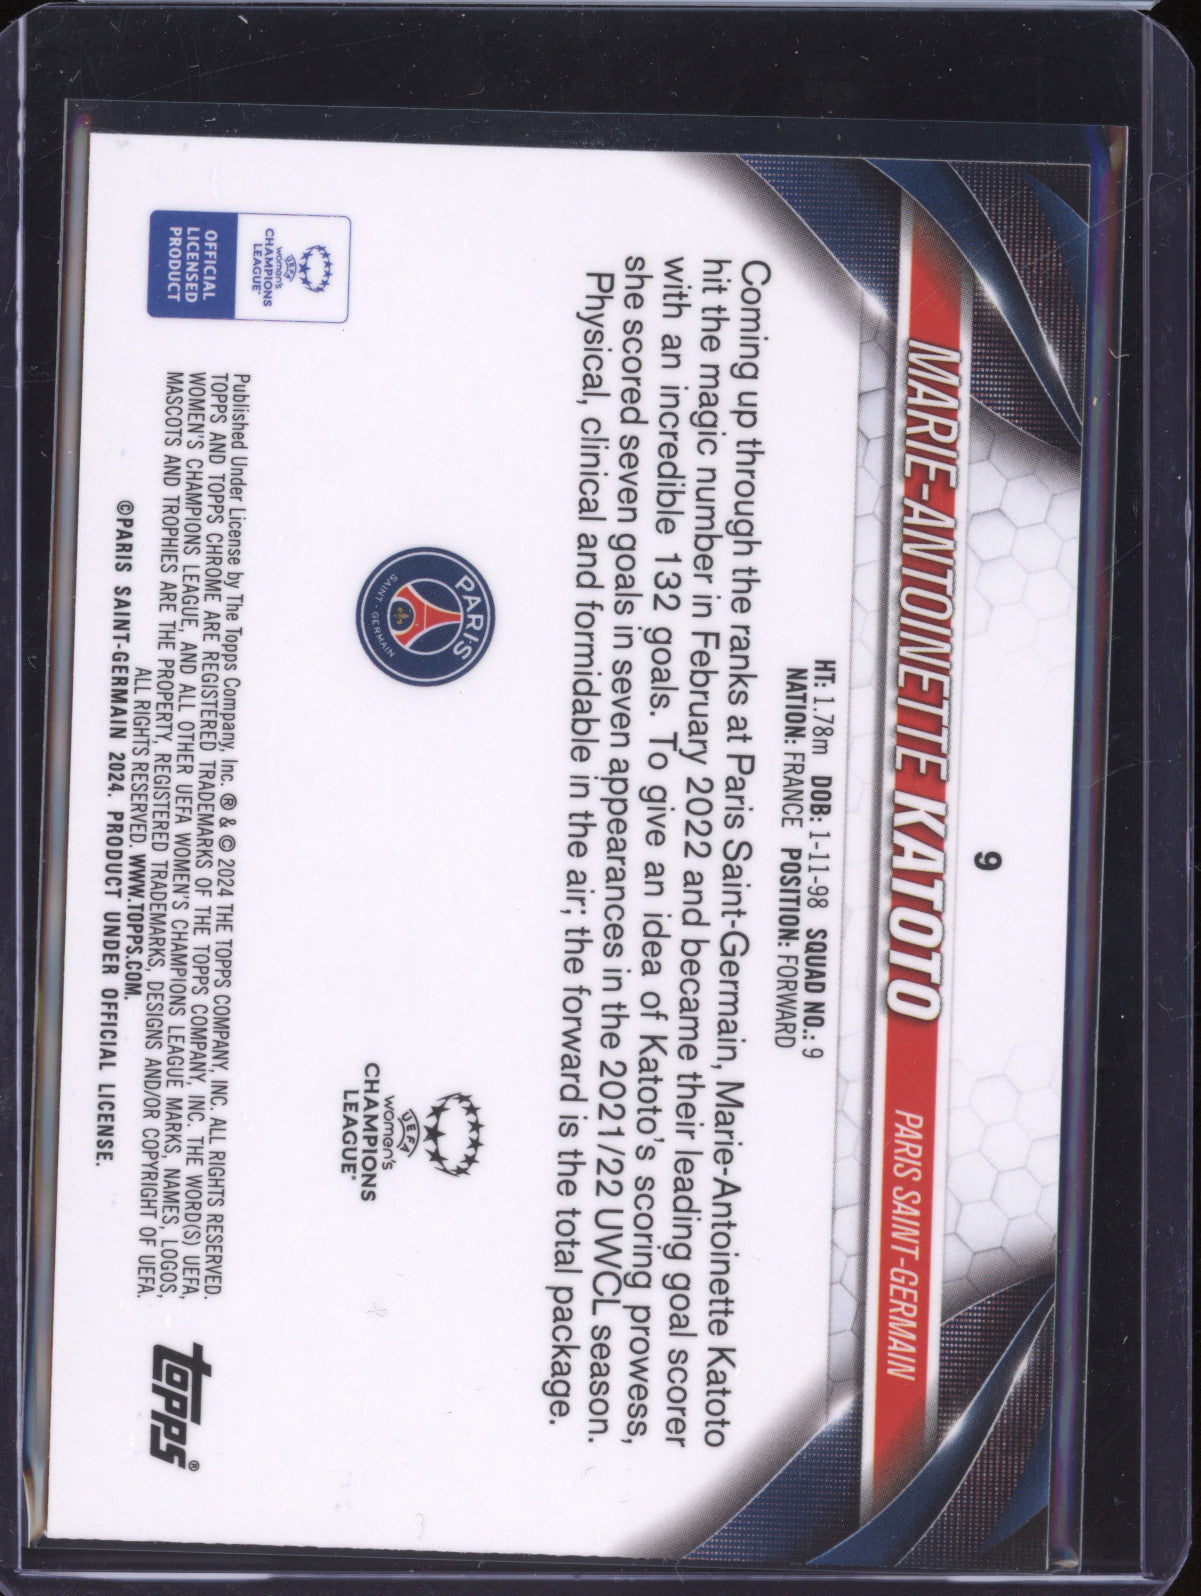 9
MARIE-ANTOINETTE KATOTO
PARIS SAINT-GERMAIN
HT: 1.78m DOB: 1-11-98 SQUAD NO.: 9
NATION: FRANCE POSITION: FORWARD
Coming up through the ranks at Paris Saint-Germain, Marie-Antoinette Katoto
hit the magic number in February 2022 and became their leading goal scorer
with an incredible 132 goals. To give an idea of Katoto's scoring prowess,
she scored seven goals in seven appearances in the 2021/22 UWCL season.
Physical, clinical and formidable in the air; the forward is the total package.
PARIS
SAINT-GERMAIN
UEFA
women's
CHAMPIONS
LEAGUE®
UEFA
women's
CHAMPIONS
LEAGUE®
OFFICIAL
LICENSED
PRODUCT
Published Under License by The Topps Company, Inc. ® & © 2024 THE TOPPS COMPANY, INC. ALL RIGHTS RESERVED.
TOPPS AND TOPPS CHROME ARE REGISTERED TRADEMARKS OF THE TOPPS COMPANY, INC. THE WORD(S) UEFA,
WOMEN'S CHAMPIONS LEAGUE, AND ALL OTHER UEFA WOMEN'S CHAMPIONS LEAGUE MARKS, NAMES, LOGOS,
MASCOTS AND TROPHIES ARE THE PROPERTY, REGISTERED TRADEMARKS, DESIGNS AND/OR COPYRIGHT OF UEFA.
ALL RIGHTS RESERVED. WWW.TOPPS.COM.
©PARIS SAINT-GERMAIN 2024. PRODUCT UNDER OFFICIAL LICENSE.
topps®